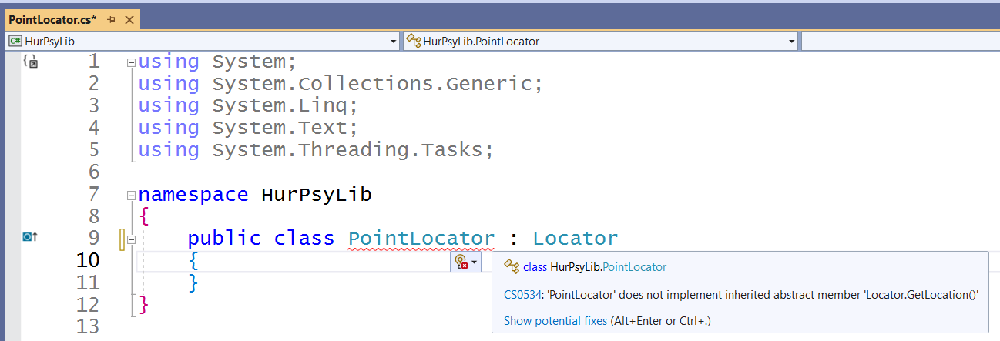 PointLocator.cs*
C# HurPsyLib HurPsyLib.PointLocator
1 using System;
2 using System.Collections.Generic;
3 using System.Linq;
4 using System.Text;
5 using System.Threading.Tasks;
6
7 namespace HurPsyLib
8 {
9 public class PointLocator : Locator
10 {
11 }
12 }
13
class HurPsyLib.PointLocator
CS0534: 'PointLocator' does not implement inherited abstract member 'Locator.GetLocation()'
Show potential fixes (Alt+Enter or Ctrl+.)